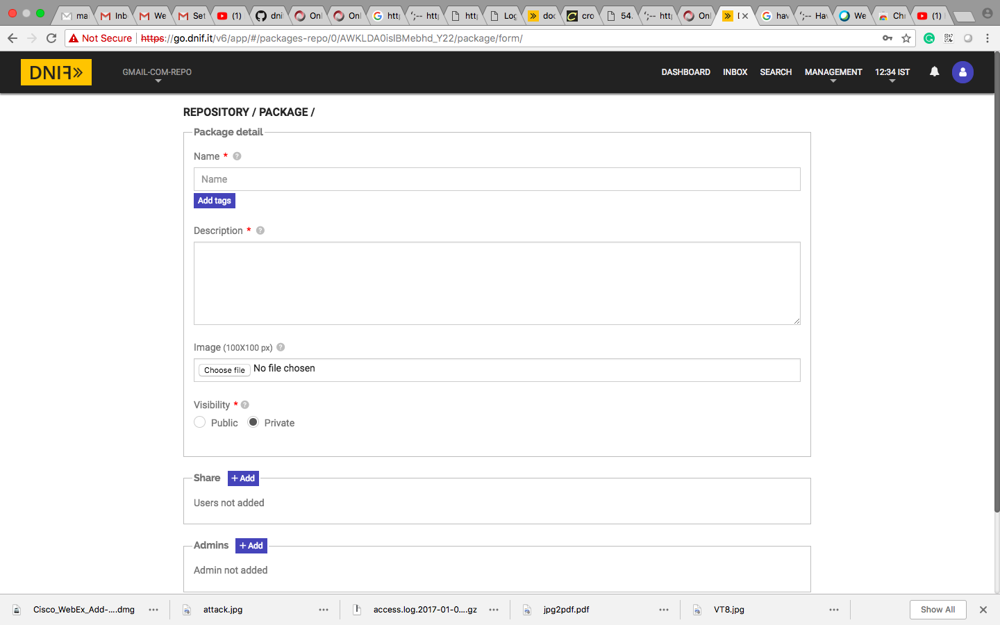 ma
Inb
We
Set
(1)
dni
Onl
Onl
http
http
http
Log
doc
cro
54.
http
Onl
hav
Hav
We
Chr
(1)
Not Secure https://go.dnif.it/v6/app/#/packages-repo/0/AWKLDA0isIBMebhd_Y22/package/form/
DNIF
GMAIL-COM-REPO
DASHBOARD INBOX SEARCH MANAGEMENT 12:34 IST
REPOSITORY / PACKAGE /
Package detail
Name * ?
Name
Add tags
Description * ?
Image (100X100 px) ?
Choose file No file chosen
Visibility * ?
Public Private
Share + Add
Users not added
Admins + Add
Admin not added
Cisco_WebEx_Add-....dmg
attack.jpg
access.log.2017-01-0....gz
jpg2pdf.pdf
VT8.jpg
Show All